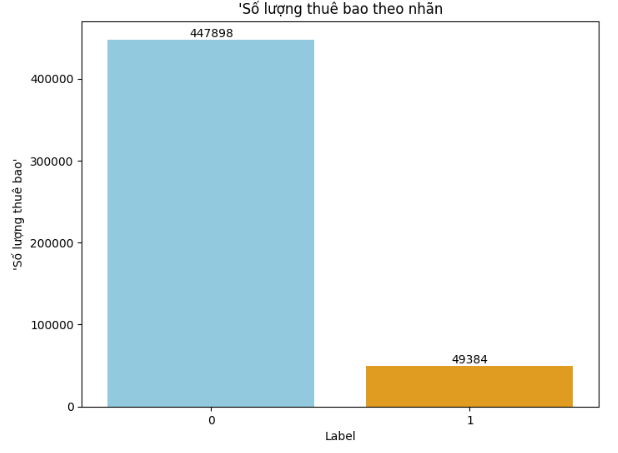 'Số lượng thuê bao theo nhãn
447898
400000
300000
'Số lượng thuê bao'
200000
100000
49384
0
0 1
Label